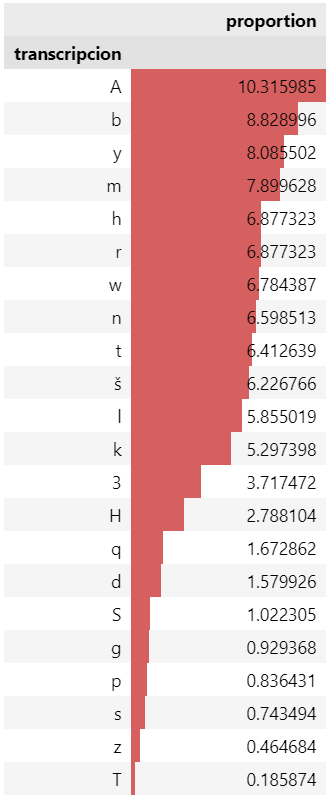 proportion
transcripcion
A 10.315985
b 8.828996
y 8.085502
m 7.899628
h 6.877323
r 6.877323
w 6.784387
n 6.598513
t 6.412639
š 6.226766
l 5.855019
k 5.297398
3 3.717472
H 2.788104
q 1.672862
d 1.579926
S 1.022305
g 0.929368
p 0.836431
s 0.743494
z 0.464684
T 0.185874